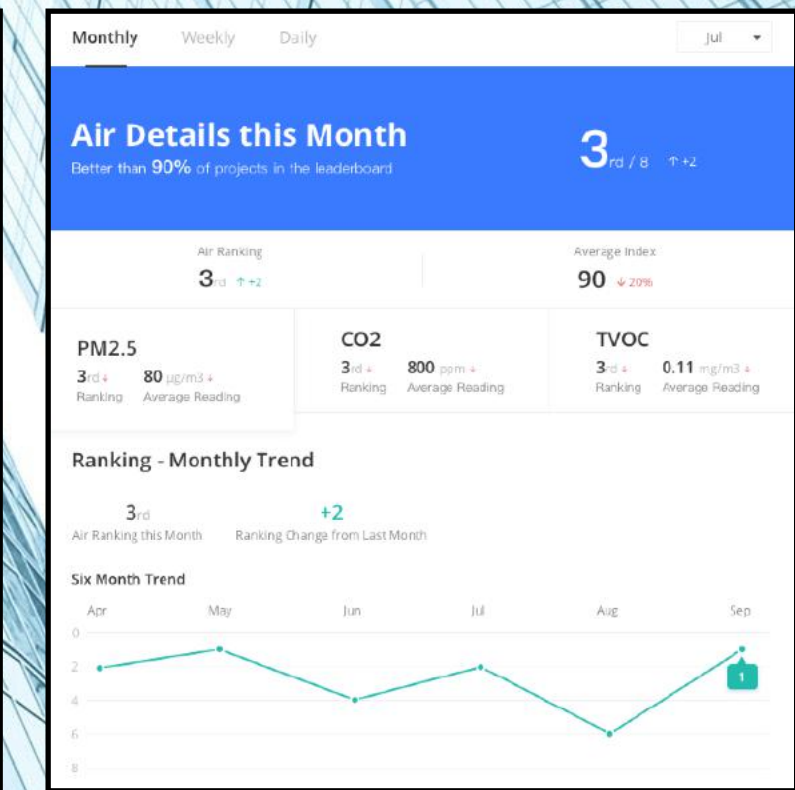 Monthly Weekly Daily Jul
Air Details this Month
Better than 90% of projects in the leaderboard
3rd / 8 ↑ +2
Air Ranking Average Index
3rd ↑ +2 90 ↓ 20%
PM2.5 CO2 TVOC
3rd ↓ 80 µg/m3 ↓ 3rd ↓ 800 ppm ↓ 3rd ↓ 0.11 mg/m3 ↓
Ranking Average Reading Ranking Average Reading Ranking Average Reading
Ranking - Monthly Trend
3rd +2
Air Ranking this Month Ranking Change from Last Month
Six Month Trend
Apr May Jun Jul Aug Sep
0
2
1
4
6
8